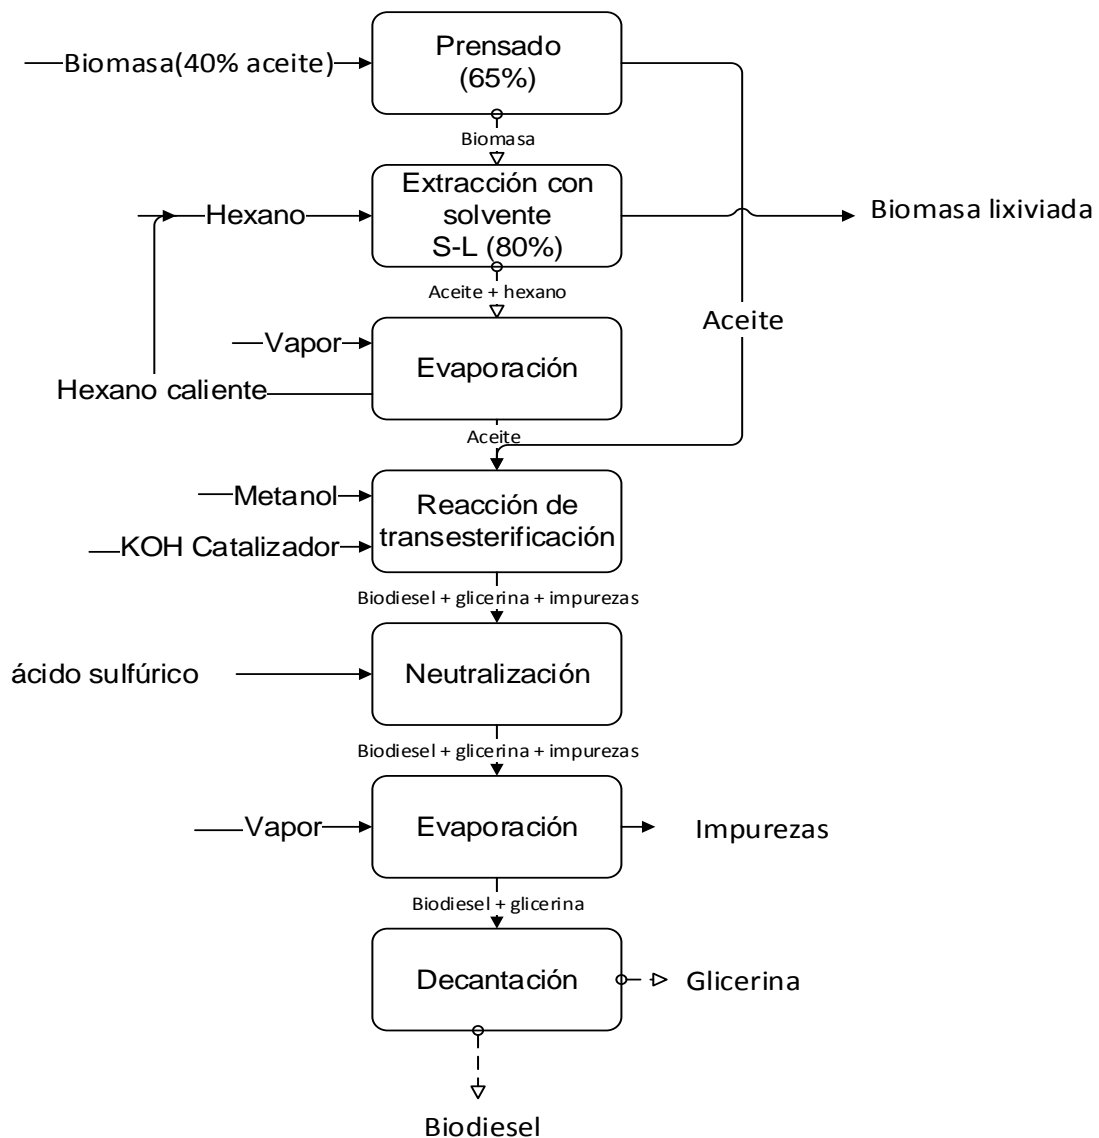 Prensado
(65%)
Biomasa(40% aceite)
Biomasa
Extracción con
solvente
S-L (80%)
Hexano
Biomasa lixiviada
Aceite + hexano
Aceite
Vapor
Evaporación
Hexano caliente
Aceite
Metanol
Reacción de
transesterificación
KOH Catalizador
Biodiesel + glicerina + impurezas
ácido sulfúrico
Neutralización
Biodiesel + glicerina + impurezas
Vapor
Evaporación
Impurezas
Biodiesel + glicerina
Decantación
Glicerina
Biodiesel